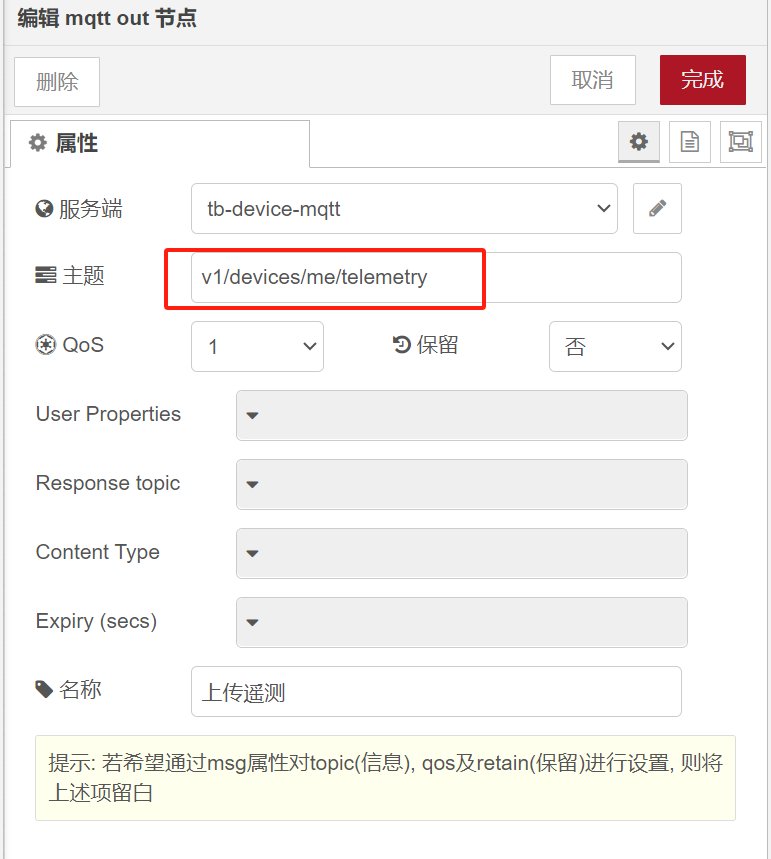 编辑 mqtt out 节点
删除
取消
完成
属性
服务端
tb-device-mqtt
主题
v1/devices/me/telemetry
QoS
1
保留
否
User Properties
Response topic
Content Type
Expiry (secs)
名称
上传遥测
提示: 若希望通过msg属性对topic(信息), qos及retain(保留)进行设置, 则将
上述项留白